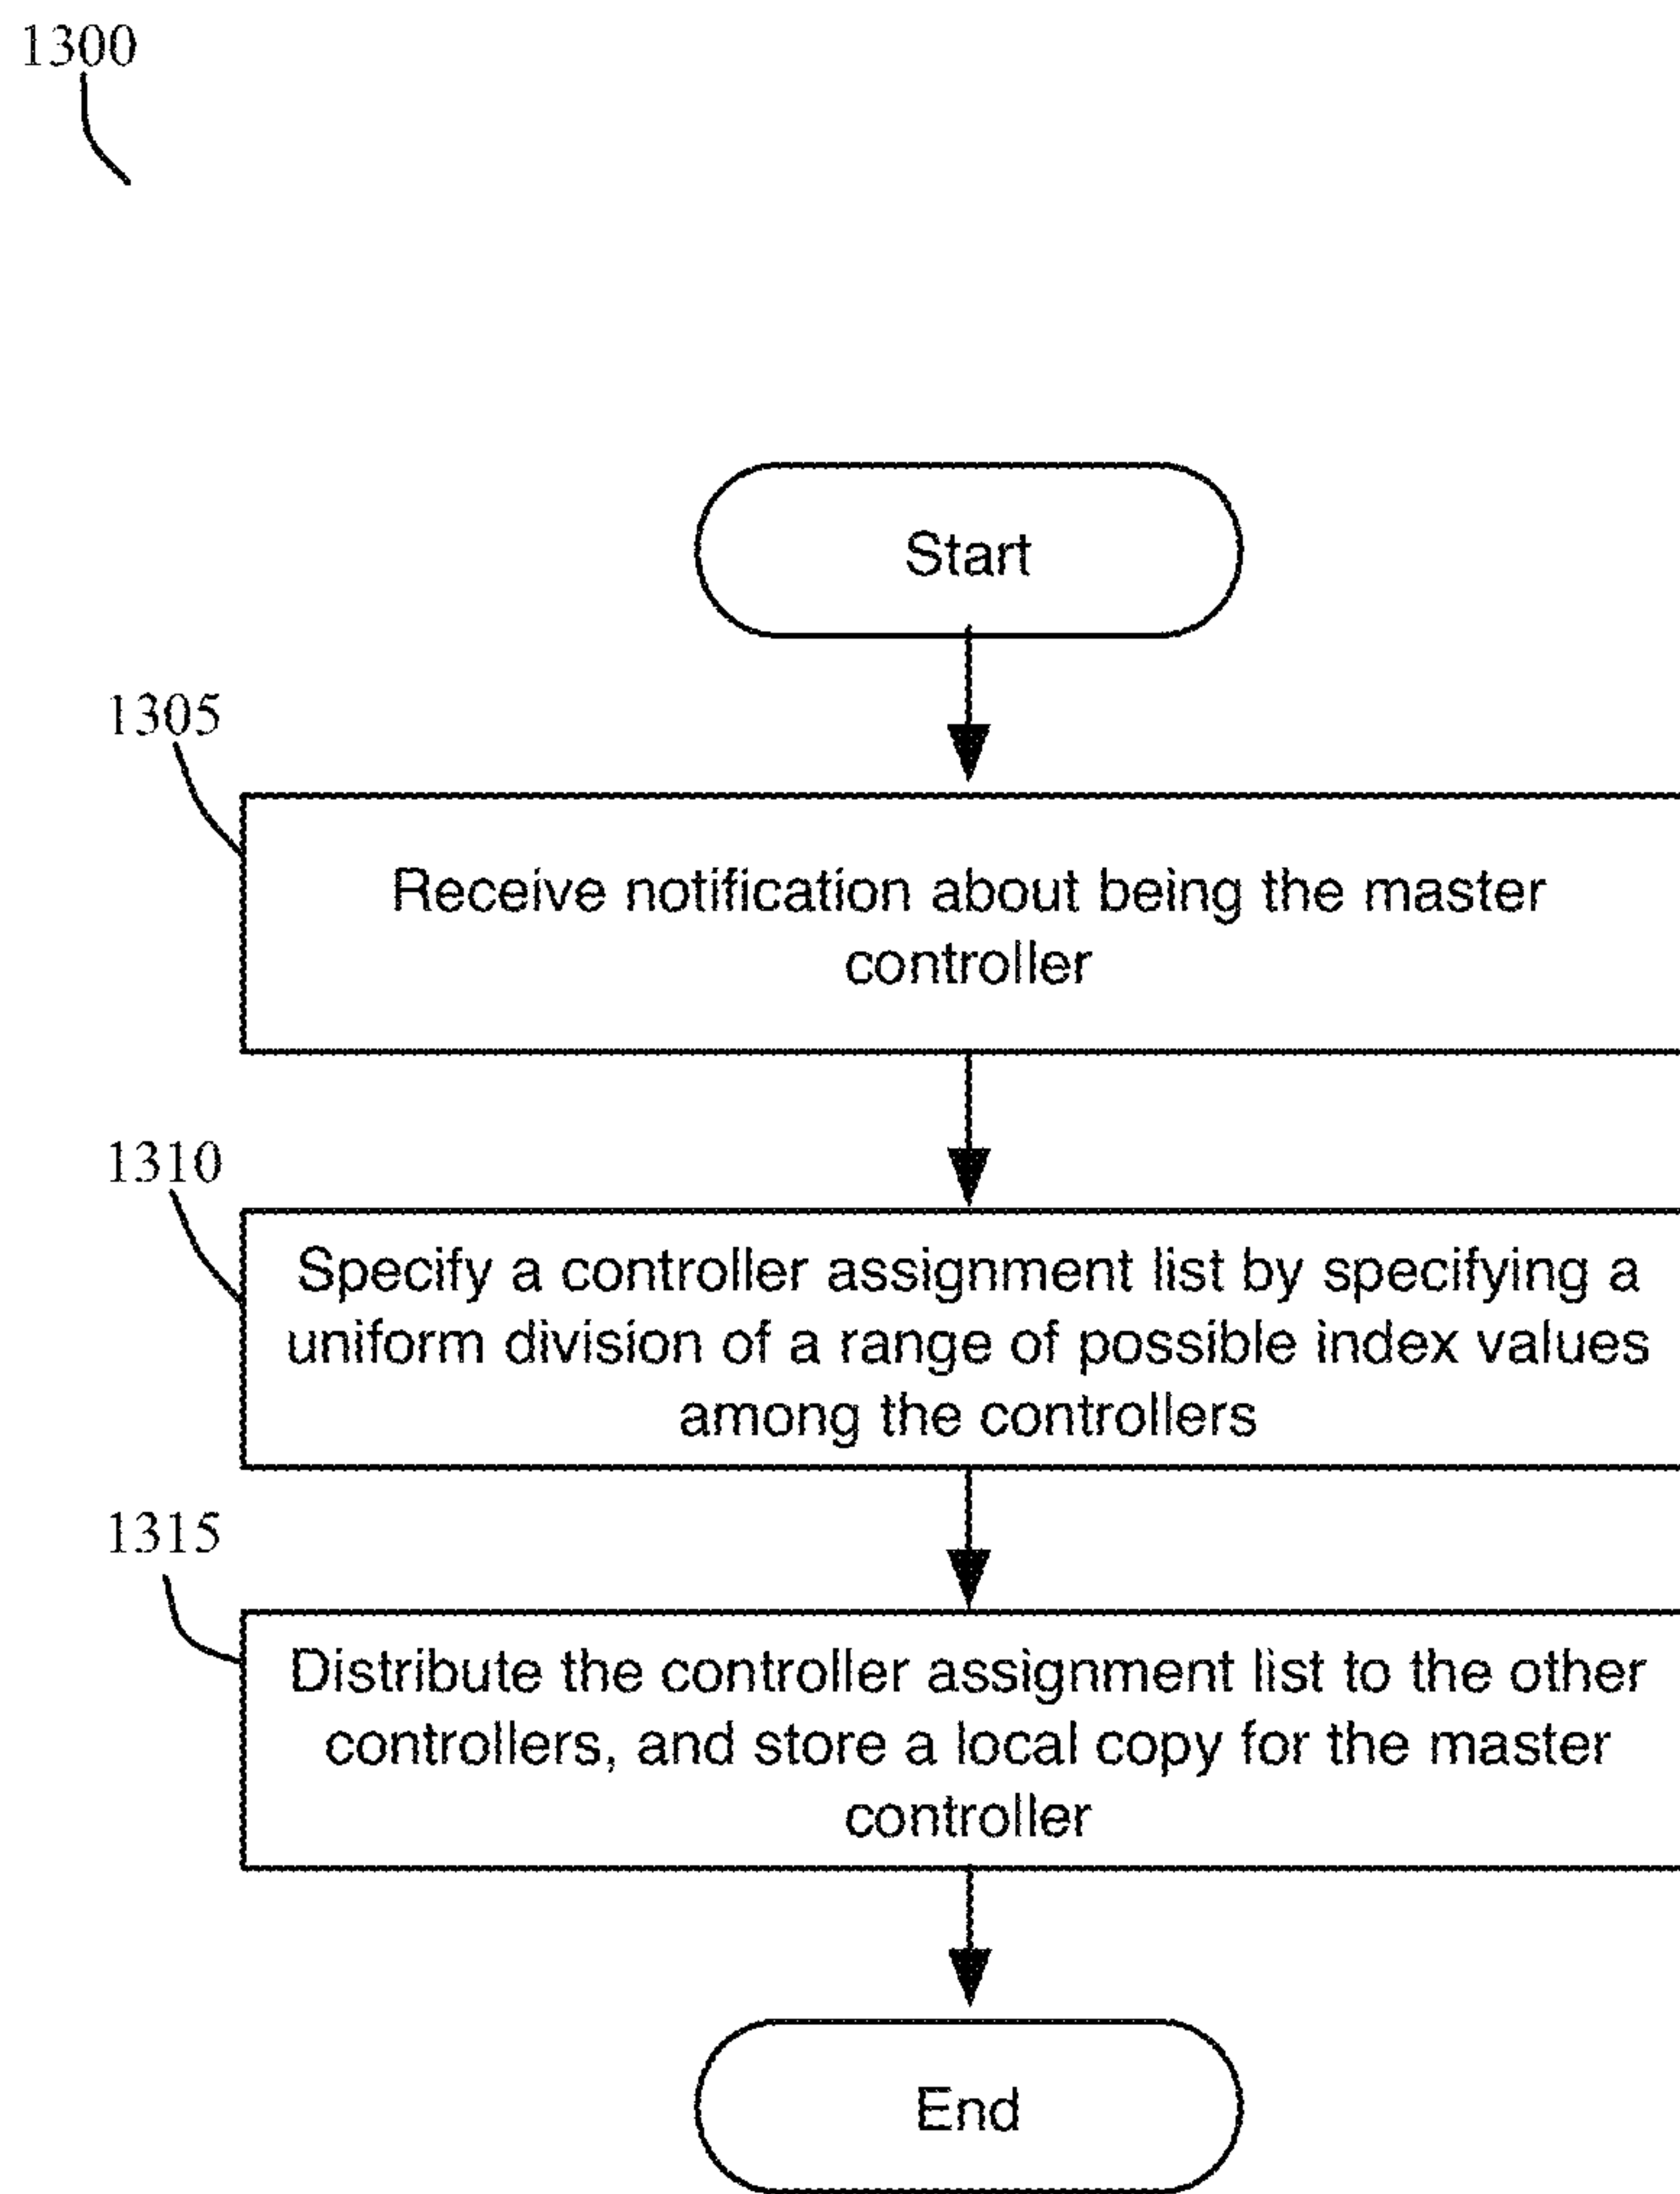 1300
Start
1305
Receive notification about being the master
controller
1310
Specify a controller assignment list by specifying a
uniform division of a range of possible index values
among the controllers
1315
Distribute the controller assignment list to the other
controllers, and store a local copy for the master
controller
End